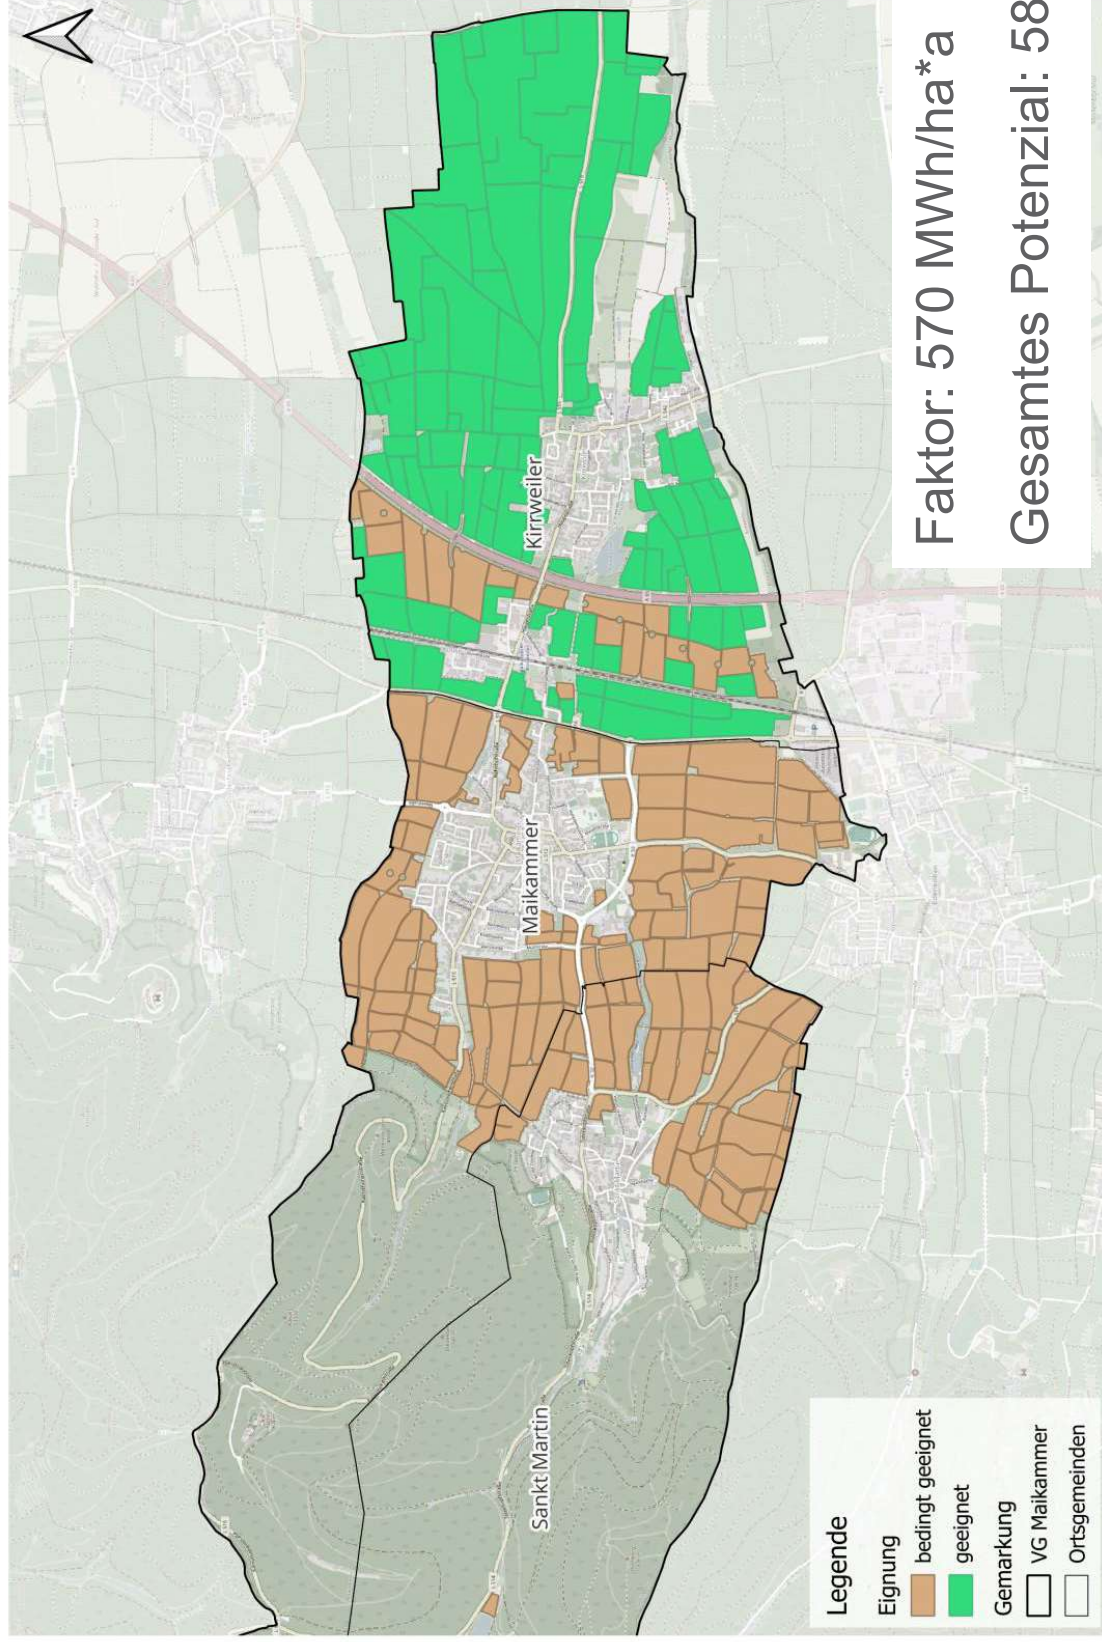 Kirrweiler
Maikammer
Sankt Martin
Faktor: 570 MWh/ha*a
Gesamtes Potenzial: 58
Legende
Eignung
bedingt geeignet
geeignet
Gemarkung
VG Maikammer
Ortsgemeinden